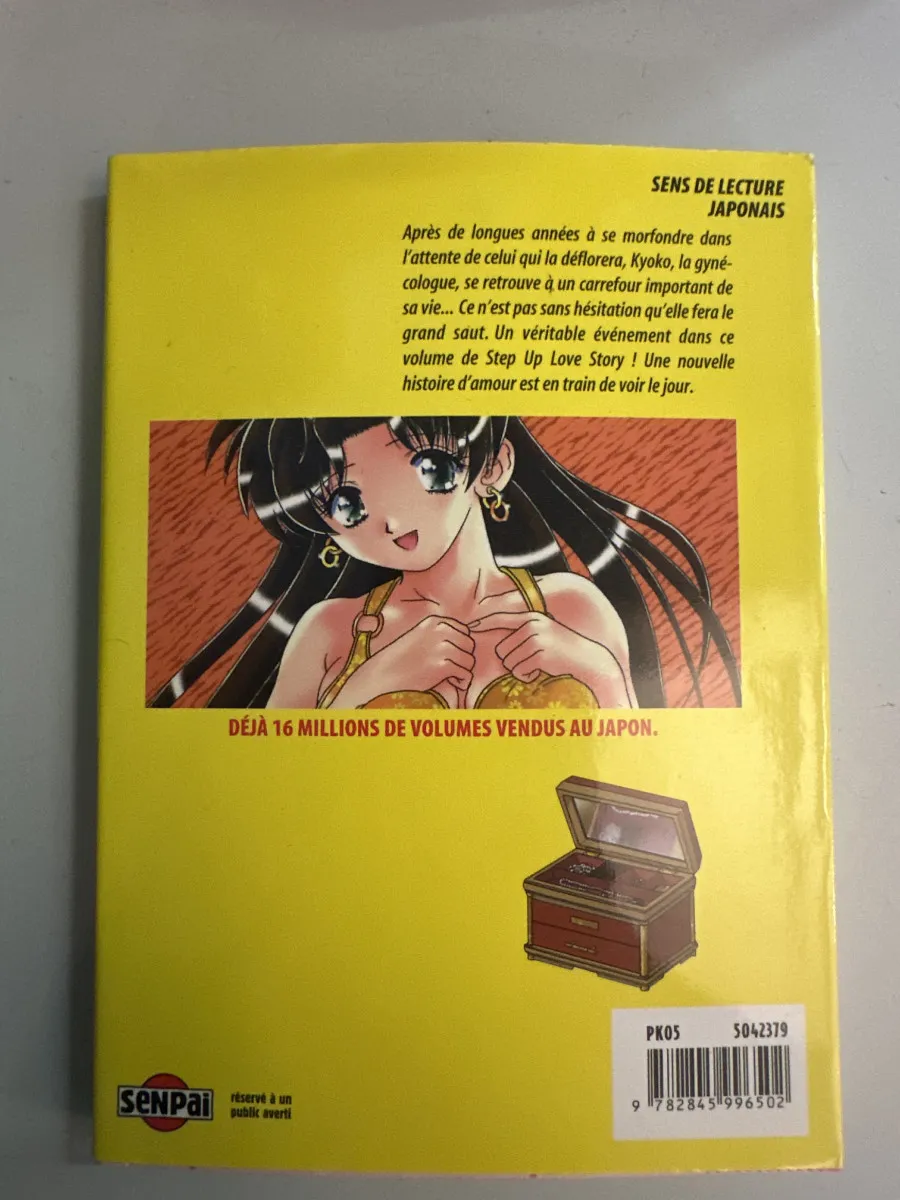 SENS DE LECTURE
JAPONAIS
Après de longues années à se morfondre dans
l'attente de celui qui la déflorera, Kyoko, la gyné-
cologue, se retrouve à un carrefour important de
sa vie... Ce n'est pas sans hésitation qu'elle fera le
grand saut. Un véritable événement dans ce
volume de Step Up Love Story ! Une nouvelle
histoire d'amour est en train de voir le jour.
DÉJÀ 16 MILLIONS DE VOLUMES VENDUS AU JAPON.
PK05 5042379
9 782845 996502
SENPAi
réservé à un
public averti